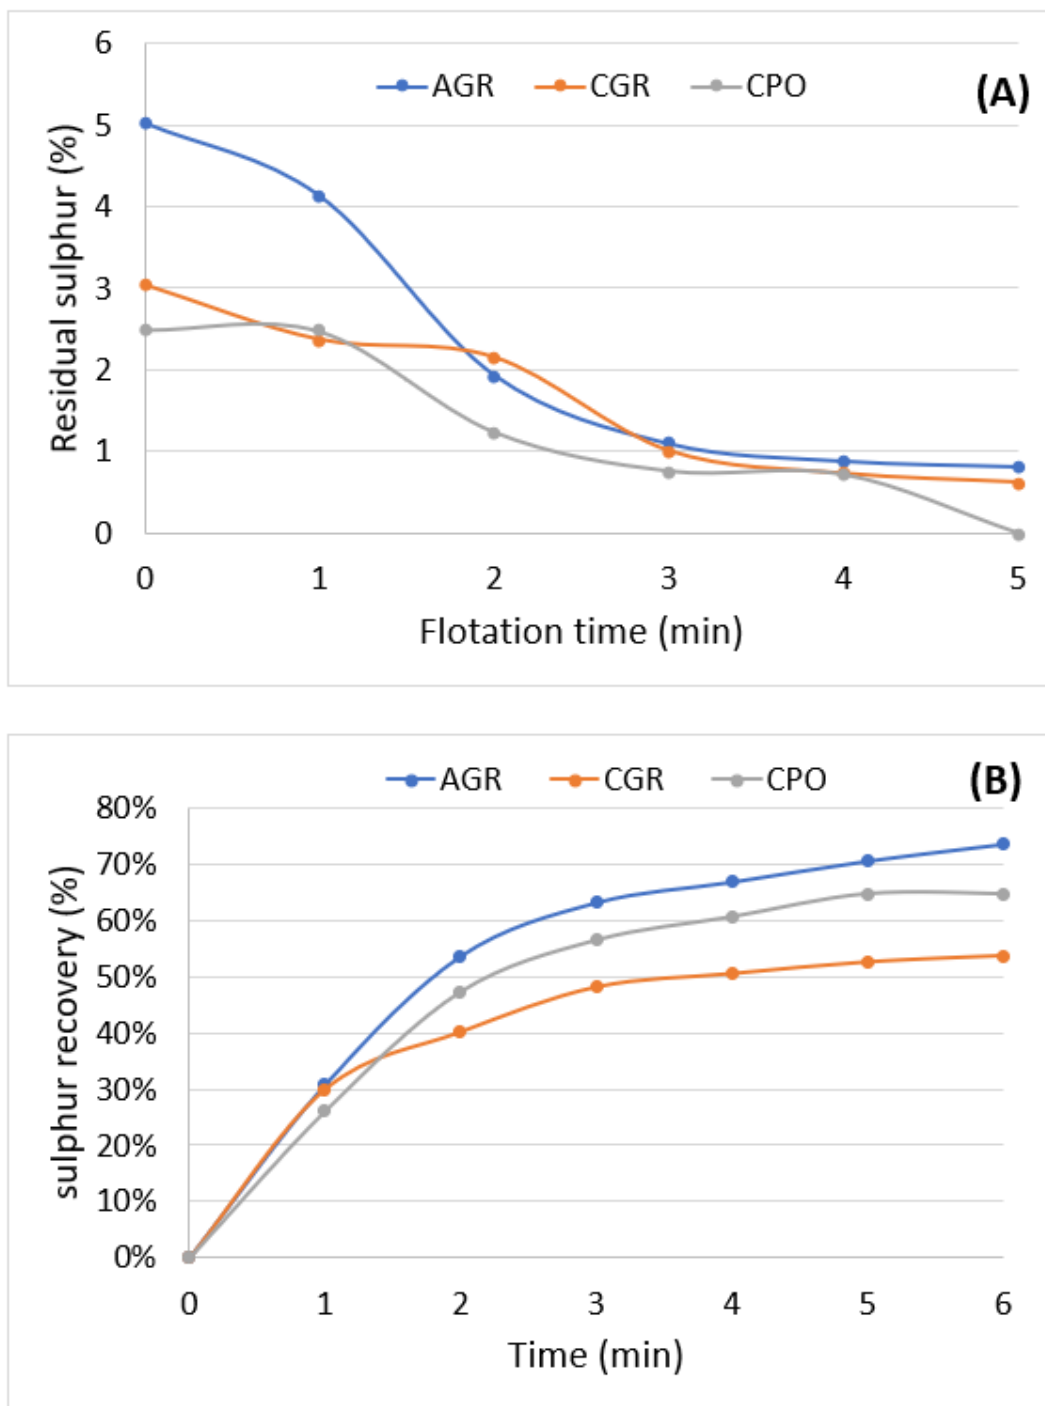 6
AGR CGR CPO (A)
5
4
3
2
1
0
Residual sulphur (%)
0 1 2 3 4 5
Flotation time (min)
AGR CGR CPO (B)
80%
70%
60%
50%
40%
30%
20%
10%
0%
sulphur recovery (%)
0 1 2 3 4 5 6
Time (min)